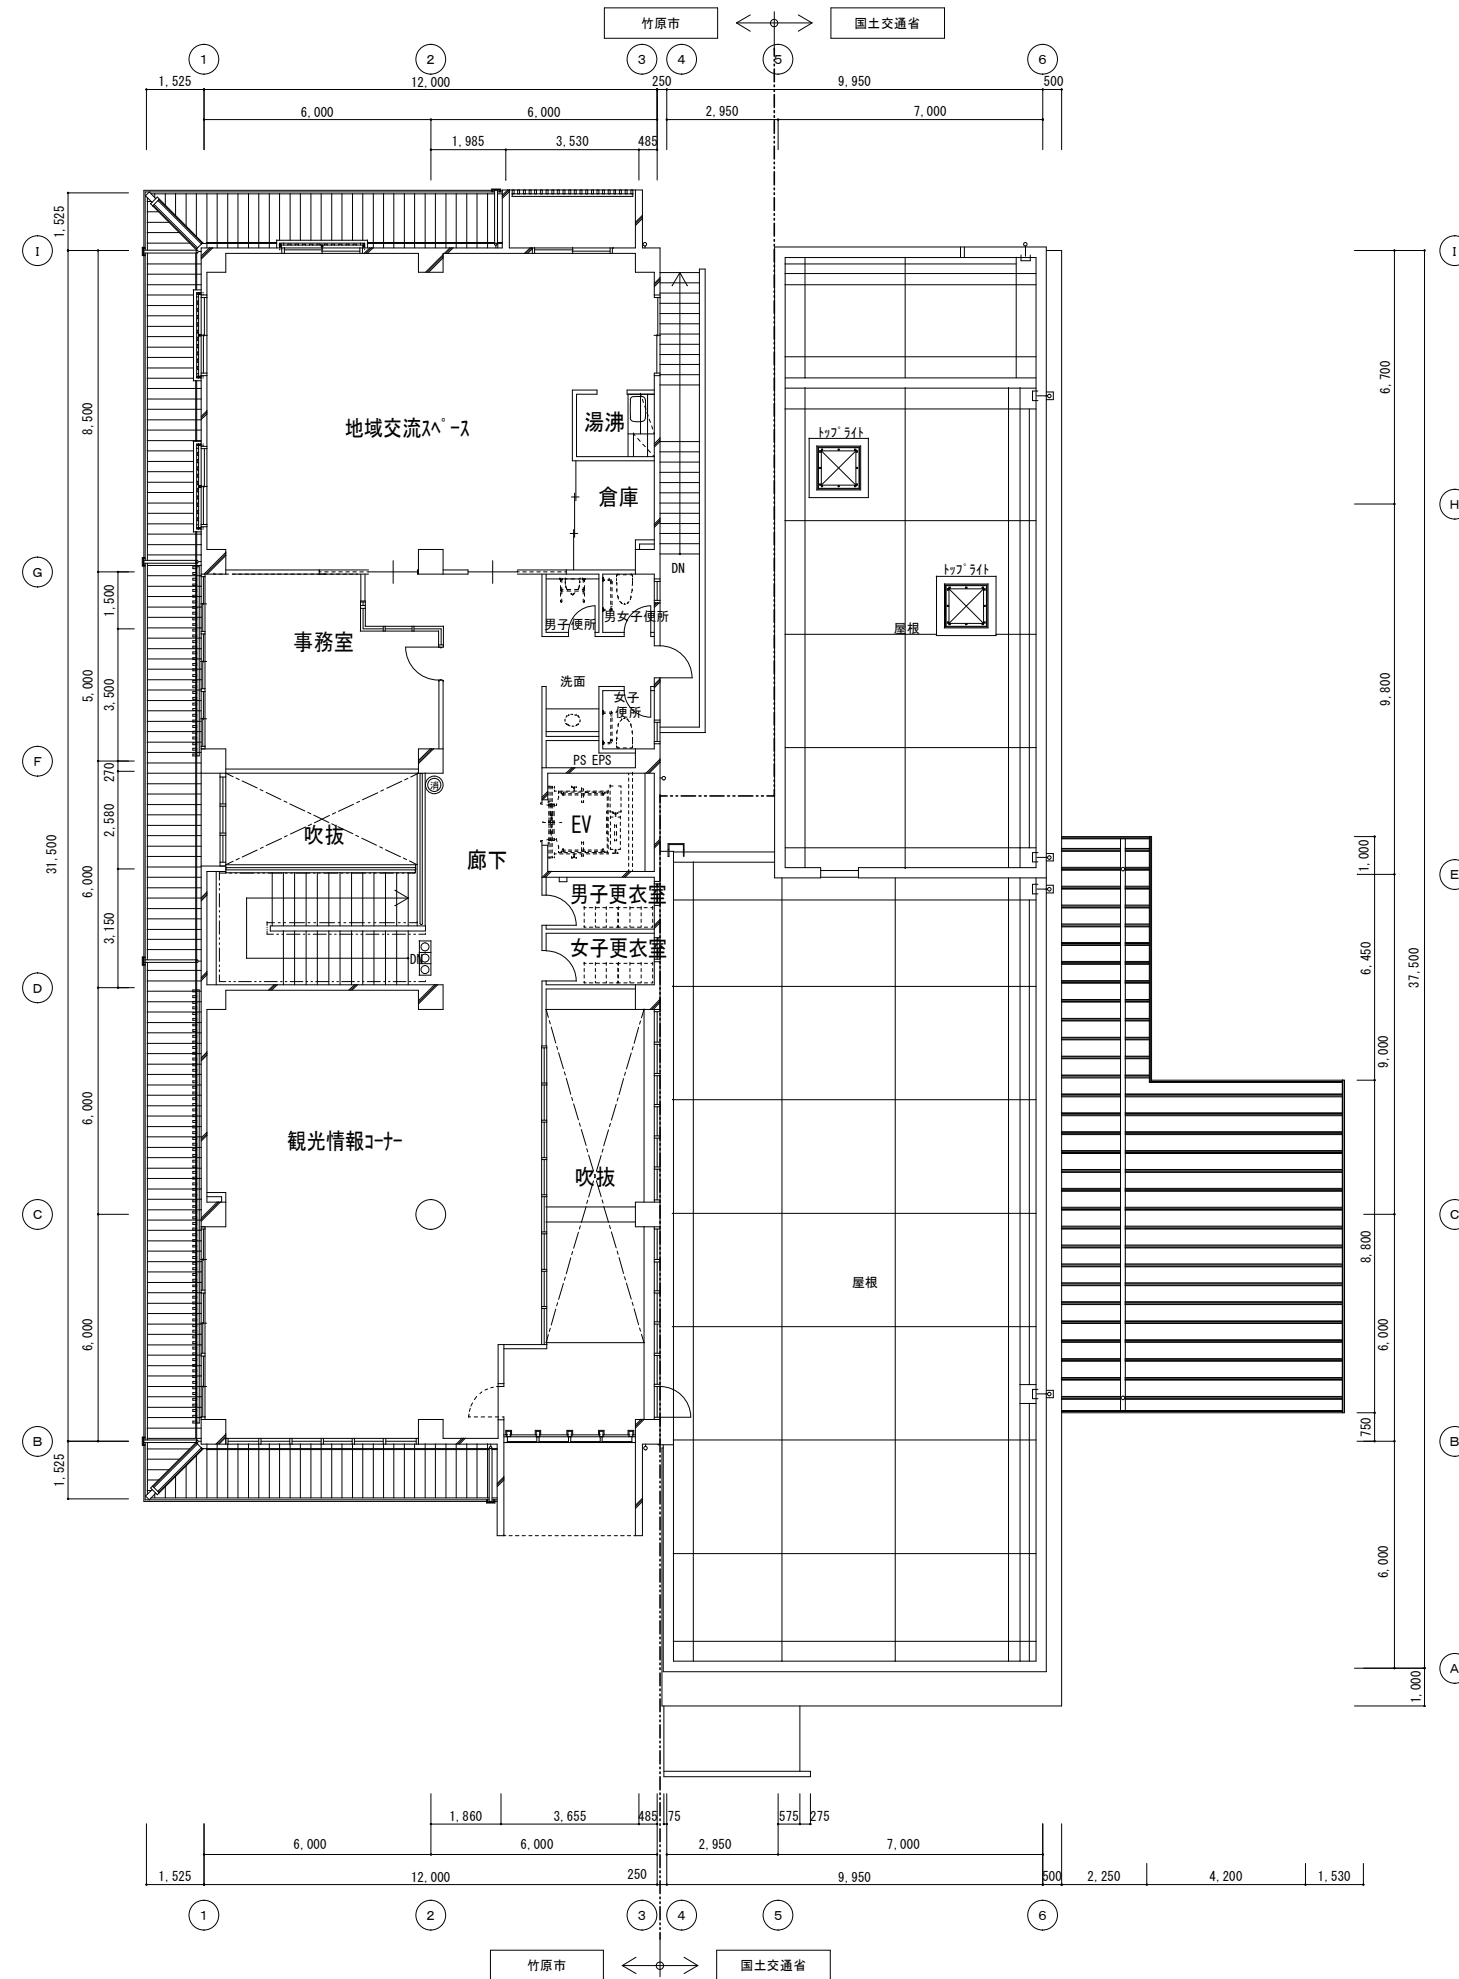 竹原市 国土交通省
1 2 3 4 5 6
1,525 12,000 250 9,950 500
6,000 6,000 2,950 7,000
1,985 3,530 485
1,525
I I
8,500 6,700
地域交流スペース 湯沸
トップライト
倉庫
H
G DN トップライト
1,500
男子便所 男女子便所
事務室 屋根
洗面
5,000 3,500 女子 9,800
便所
F PS EPS
270
消
2,580 EV
吹抜
31,500 廊下 1,000
6,000 E
男子更衣室
3,150 女子更衣室 6,450
DN
37,500
D
9,000
6,000
観光情報コーナー
吹抜
C C
8,800
屋根
6,000 6,000
750
B B
1,525
6,000
A
1,000
1,860 3,655 485 75 575 275
6,000 6,000 2,950 7,000
1,525 12,000 250 9,950 500 2,250 4,200 1,530
1 2 3 4 5 6
竹原市 国土交通省